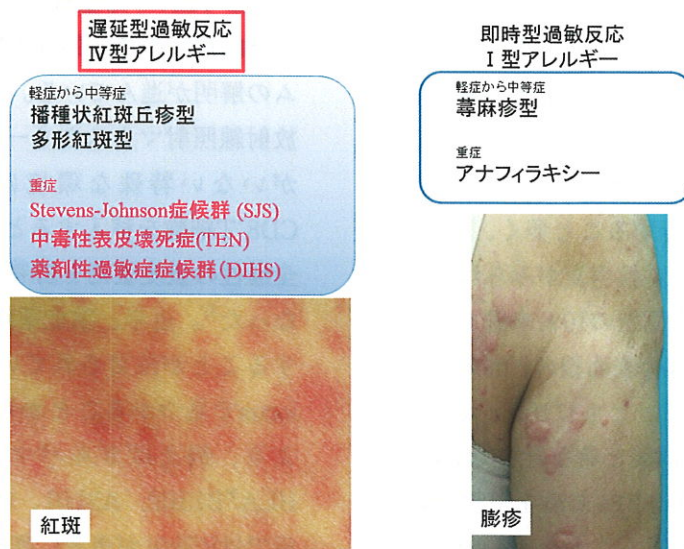 遅延型過敏反応
Ⅳ型アレルギー
軽症から中等症
播種状紅斑丘疹型
多形紅斑型
重症
Stevens-Johnson症候群 (SJS)
中毒性表皮壊死症(TEN)
薬剤性過敏症症候群(DIHS)
紅斑
即時型過敏反応
Ⅰ型アレルギー
軽症から中等症
蕁麻疹型
重症
アナフィラキシー
膨疹